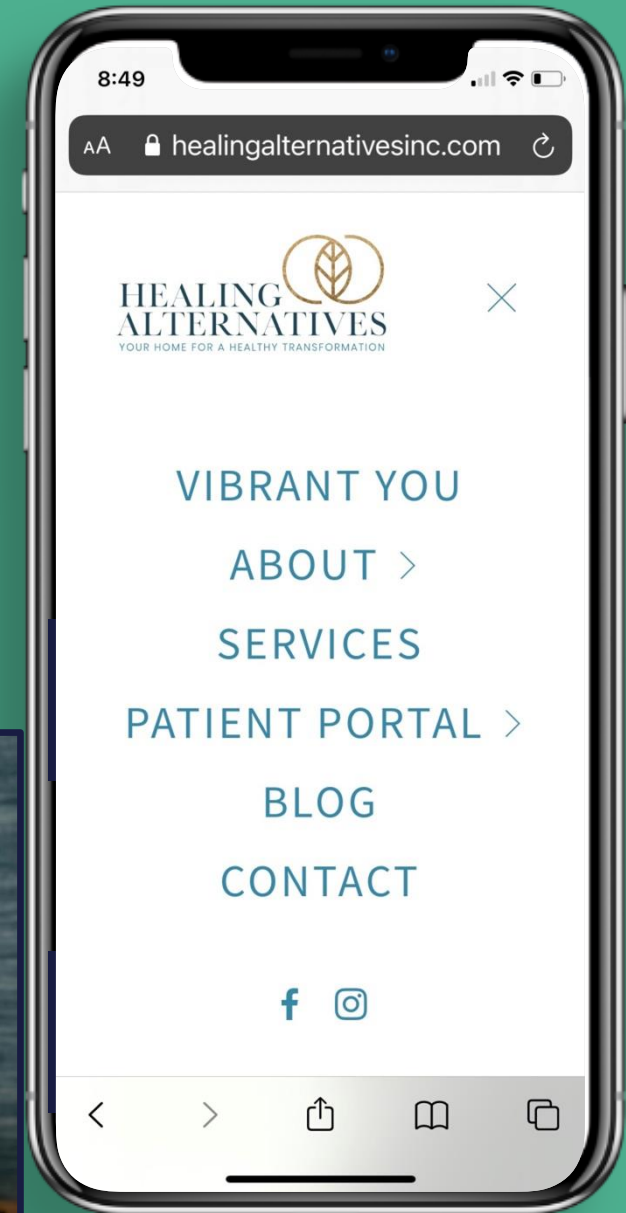 8:49
AA healingalternativesinc.com
HEALING
ALTERNATIVES
YOUR HOME FOR A HEALTHY TRANSFORMATION
VIBRANT YOU
ABOUT >
SERVICES
PATIENT PORTAL >
BLOG
CONTACT
f